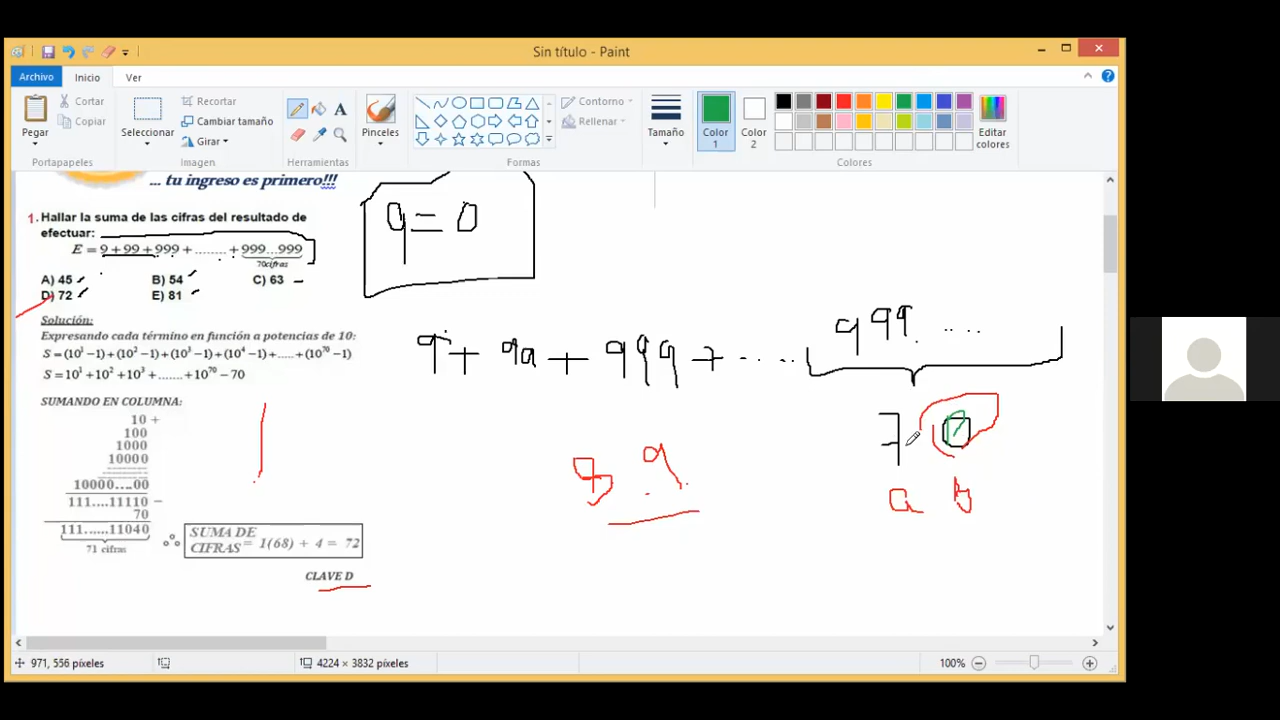 Sin título - Paint
Archivo Inicio Ver
Pegar
Seleccionar
Cortar
Copiar
Recortar
Cambiar tamaño
Girar
A
Pinceles
Contorno
Rellenar
Tamaño
Color 1
Color 2
Editar colores
Portapapeles Imagen Herramientas Formas Colores
... tu ingreso es primero!!!
1. Hallar la suma de las cifras del resultado de
efectuar:
E = 9 + 99 + 999 + ........ + 999...999
70cifras
A) 45 B) 54 C) 63
D) 72 E) 81
Solución:
Expresando cada término en función a potencias de 10:
S = (10¹ −1) + (10² −1) + (10³ −1) + (10⁴ −1) + ..... + (10⁷⁰ −1)
S = 10¹ + 10² + 10³ + ....... + 10⁷⁰ − 70
SUMANDO EN COLUMNA:
10 +
100
1000
10000
10000....00
111.....11110 −
70
111......11040
71 cifras
∴ SUMA DE
CIFRAS = 1(68) + 4 = 72
CLAVE D
9 = 0
9 + 99 + 999 + ..... 999 ....
7 0
a b
9
971, 556 píxeles
4224 × 3832 píxeles
100%